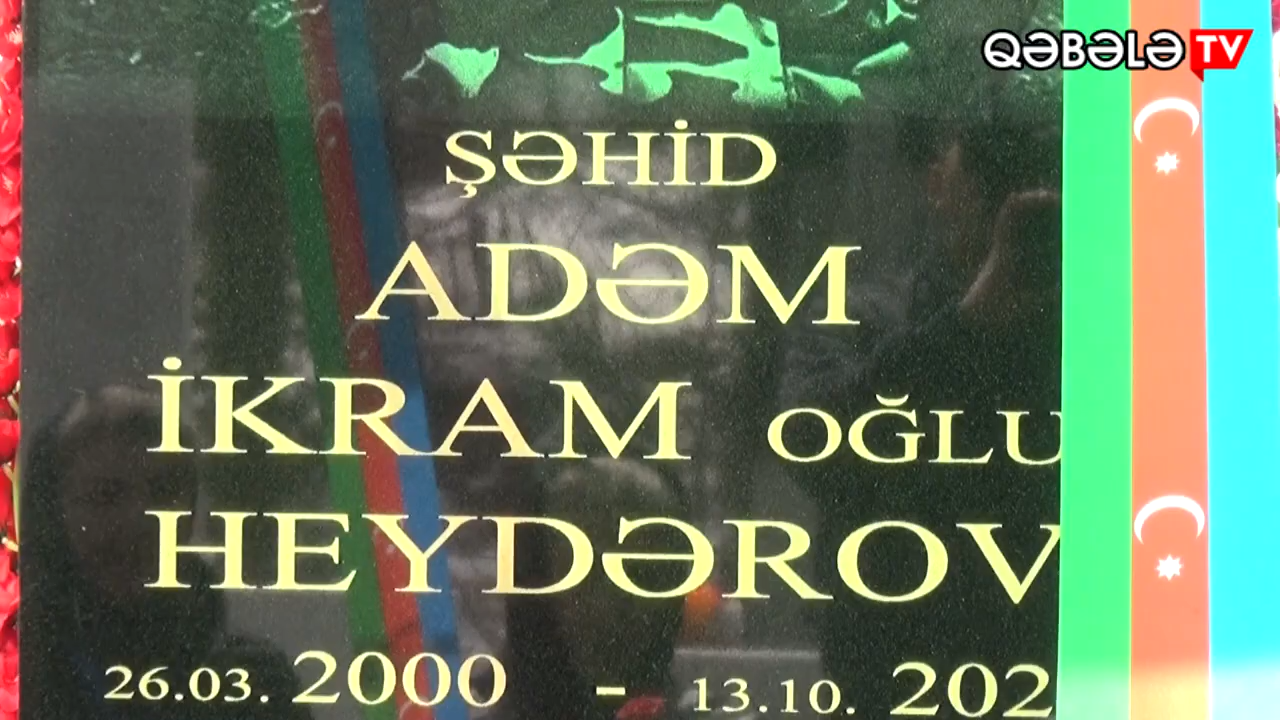 QƏBƏLƏ TV
ŞƏHİD
ADƏM
İKRAM OĞLU
HEYDƏROV
26.03. 2000 - 13.10. 202